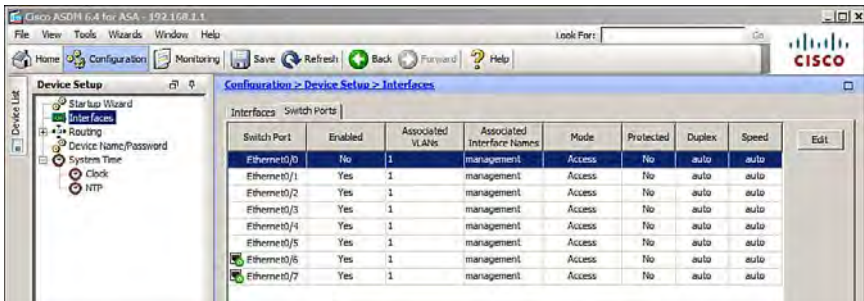 Cisco ASDM 6.4 for ASA - 192.168.1.1
File View Tools Wizards Window Help Look For: Go
Home Configuration Monitoring Save Refresh Back Forward Help
CISCO
Device List
Device Setup
Startup Wizard
Interfaces
Routing
Device Name/Password
System Time
Clock
NTP
Configuration > Device Setup > Interfaces
Interfaces Switch Ports
Switch Port Enabled Associated VLANs Associated Interface Names Mode Protected Duplex Speed Edit
Ethernet0/0 No 1 management Access No auto auto
Ethernet0/1 Yes 1 management Access No auto auto
Ethernet0/2 Yes 1 management Access No auto auto
Ethernet0/3 Yes 1 management Access No auto auto
Ethernet0/4 Yes 1 management Access No auto auto
Ethernet0/5 Yes 1 management Access No auto auto
Ethernet0/6 Yes 1 management Access No auto auto
Ethernet0/7 Yes 1 management Access No auto auto